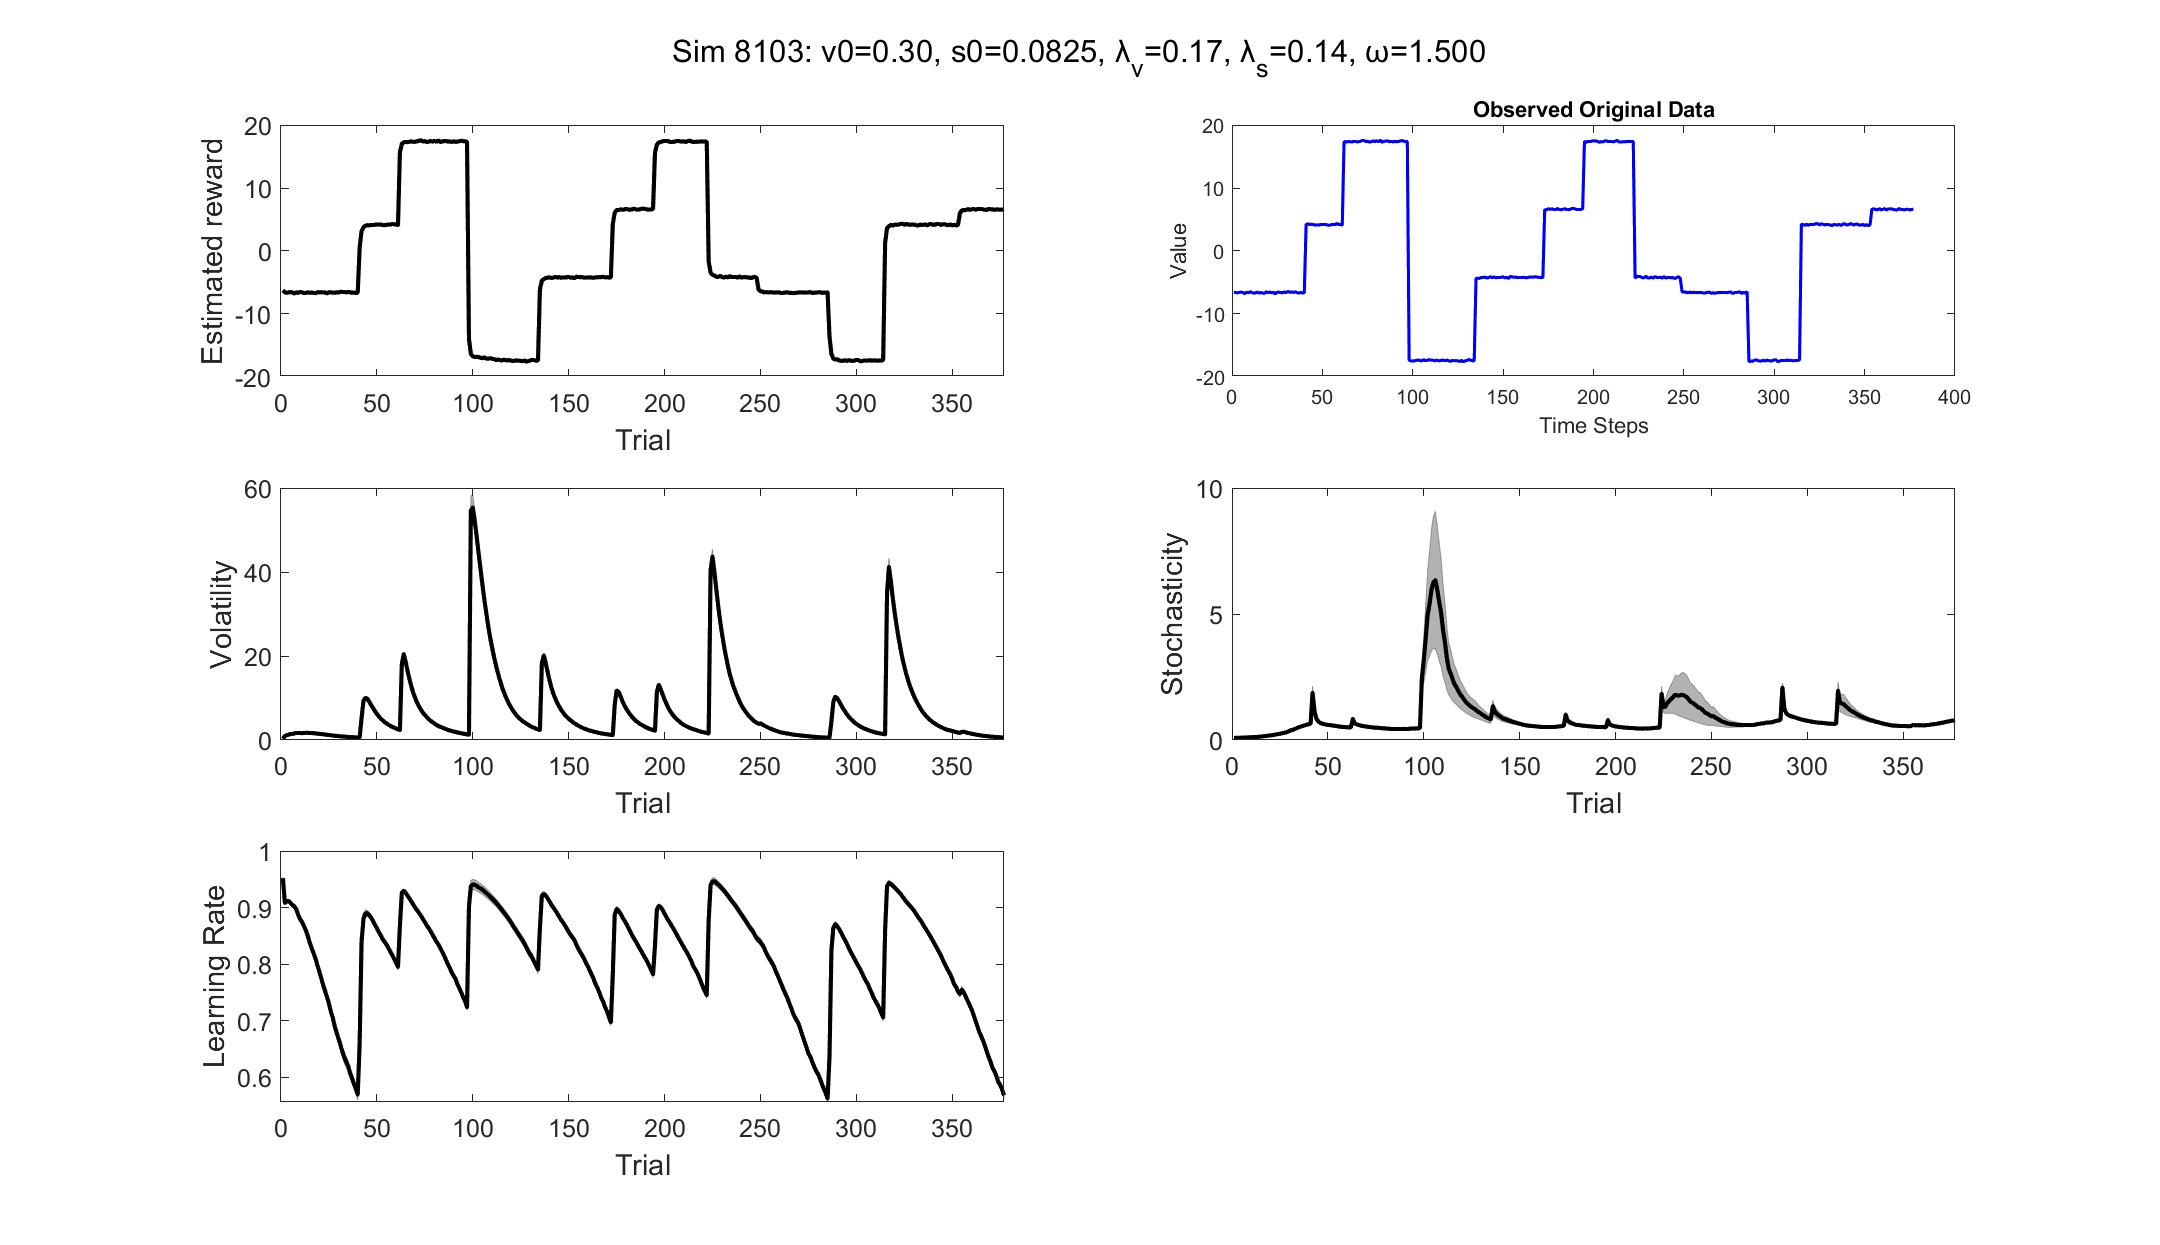 Sim 8103: v0=0.30, s0=0.0825, λ_v=0.17, λ_s=0.14, ω=1.500
20
10
0
-10
-20
Estimated reward
0 50 100 150 200 250 300 350
Trial
Observed Original Data
20
10
0
-10
-20
Value
0 50 100 150 200 250 300 350 400
Time Steps
60
40
20
0
Volatility
0 50 100 150 200 250 300 350
Trial
10
5
0
Stochasticity
0 50 100 150 200 250 300 350
Trial
1
0.9
0.8
0.7
0.6
Learning Rate
0 50 100 150 200 250 300 350
Trial